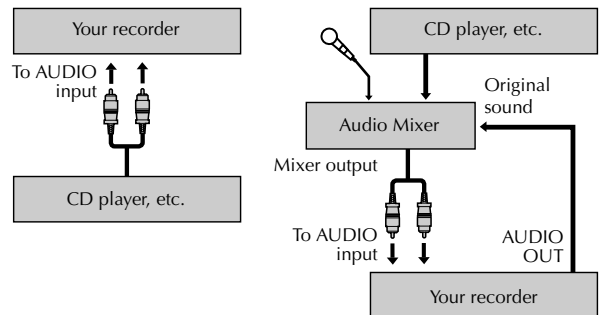 Your recorder
To AUDIO
input
CD player, etc.
CD player, etc.
Original
sound
Audio Mixer
Mixer output
To AUDIO
input
AUDIO
OUT
Your recorder